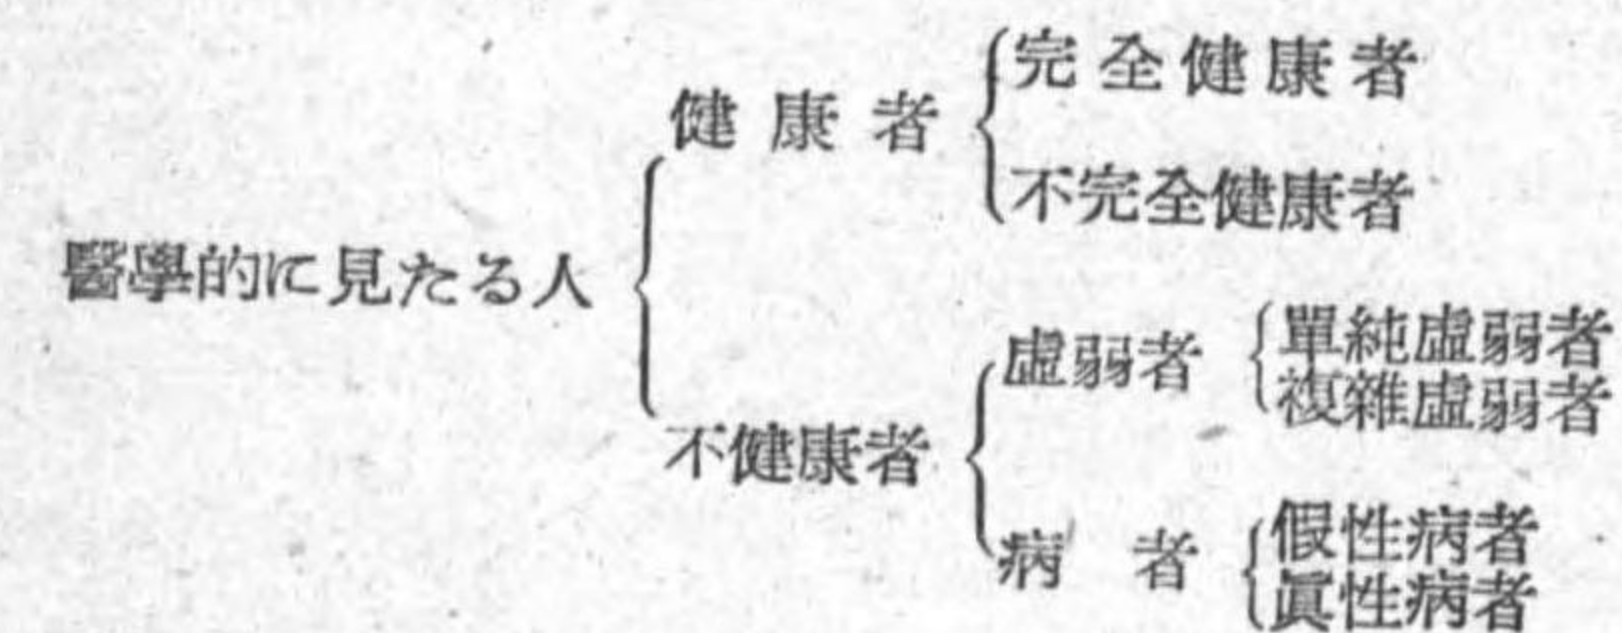 醫學的に見たる人
健康者
完全健康者
不完全健康者
不健康者
虛弱者
單純虛弱者
複雜虛弱者
病者
假性病者
眞性病者